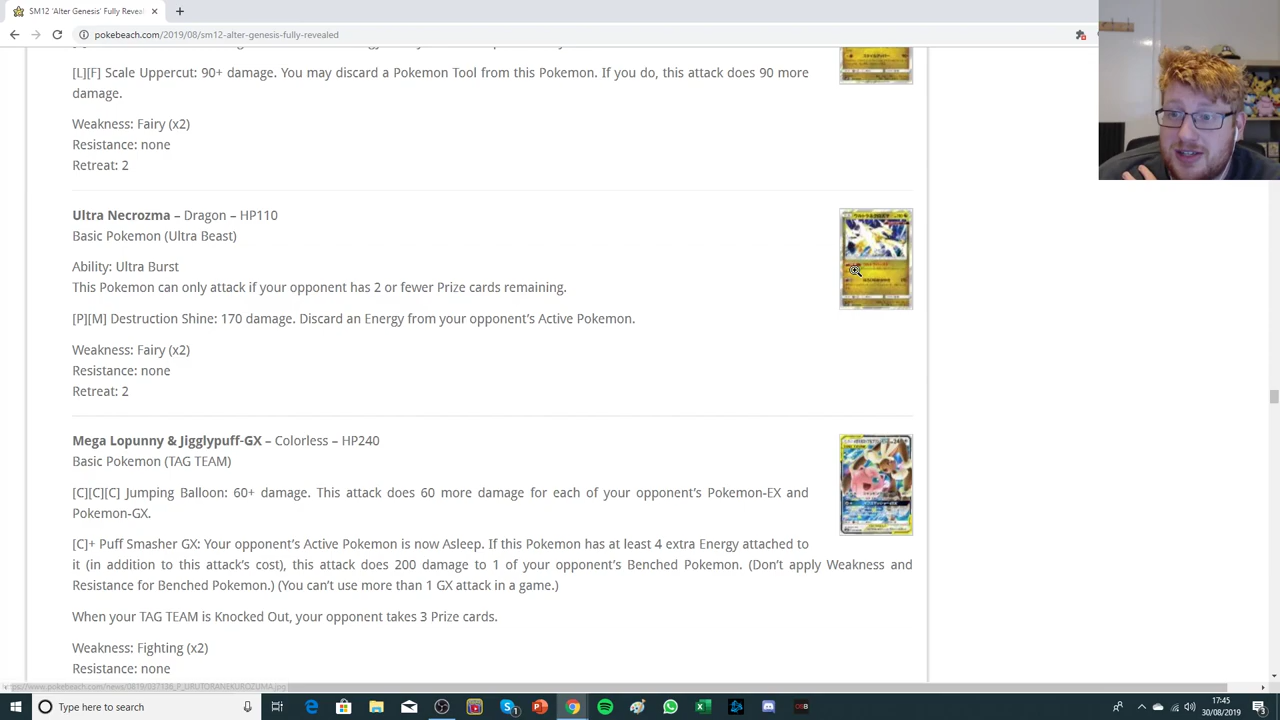 SM12 'Alter Genesis' Fully Reveal
pokebeach.com/2019/08/sm12-alter-genesis-fully-revealed
[L][F] Scale Uppercut: 90+ damage. You may discard a Pokemon Tool from this Pokemon. If you do, this attack does 90 more
damage.
Weakness: Fairy (x2)
Resistance: none
Retreat: 2
Ultra Necrozma – Dragon – HP110
Basic Pokemon (Ultra Beast)
Ability: Ultra Burst
This Pokemon can only attack if your opponent has 2 or fewer Prize cards remaining.
[P][M] Destruction Shine: 170 damage. Discard an Energy from your opponent's Active Pokemon.
Weakness: Fairy (x2)
Resistance: none
Retreat: 2
Mega Lopunny & Jigglypuff-GX – Colorless – HP240
Basic Pokemon (TAG TEAM)
[C][C][C] Jumping Balloon: 60+ damage. This attack does 60 more damage for each of your opponent's Pokemon-EX and
Pokemon-GX.
[C]+ Puff Smasher GX: Your opponent's Active Pokemon is now Asleep. If this Pokemon has at least 4 extra Energy attached to
it (in addition to this attack's cost), this attack does 200 damage to 1 of your opponent's Benched Pokemon. (Don't apply Weakness and
Resistance for Benched Pokemon.) (You can't use more than 1 GX attack in a game.)
When your TAG TEAM is Knocked Out, your opponent takes 3 Prize cards.
Weakness: Fighting (x2)
Resistance: none
https://www.pokebeach.com/news/0819/037136_P_URUTORANEKUROZUMA.jpg
Type here to search
17:45
30/08/2019